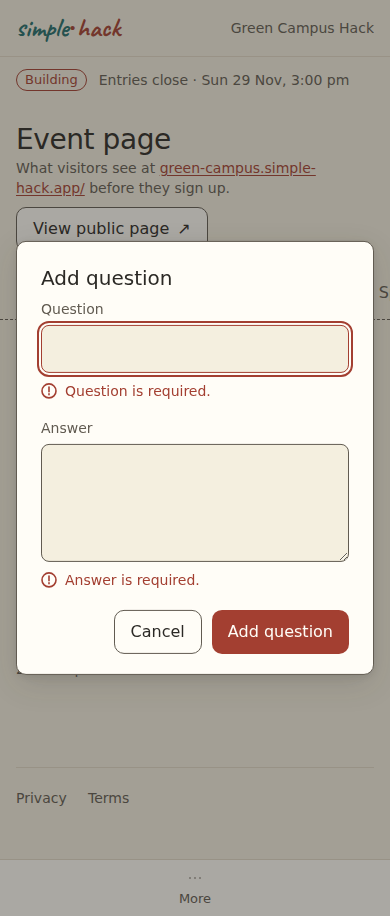 simple·hack
Green Campus Hack
Building
Entries close · Sun 29 Nov, 3:00 pm
Event page
What visitors see at green-campus.simple-
hack.app/ before they sign up.
View public page ↗
S
Add question
Question
Question is required.
Answer
Answer is required.
Cancel
Add question
Privacy
Terms
...
More